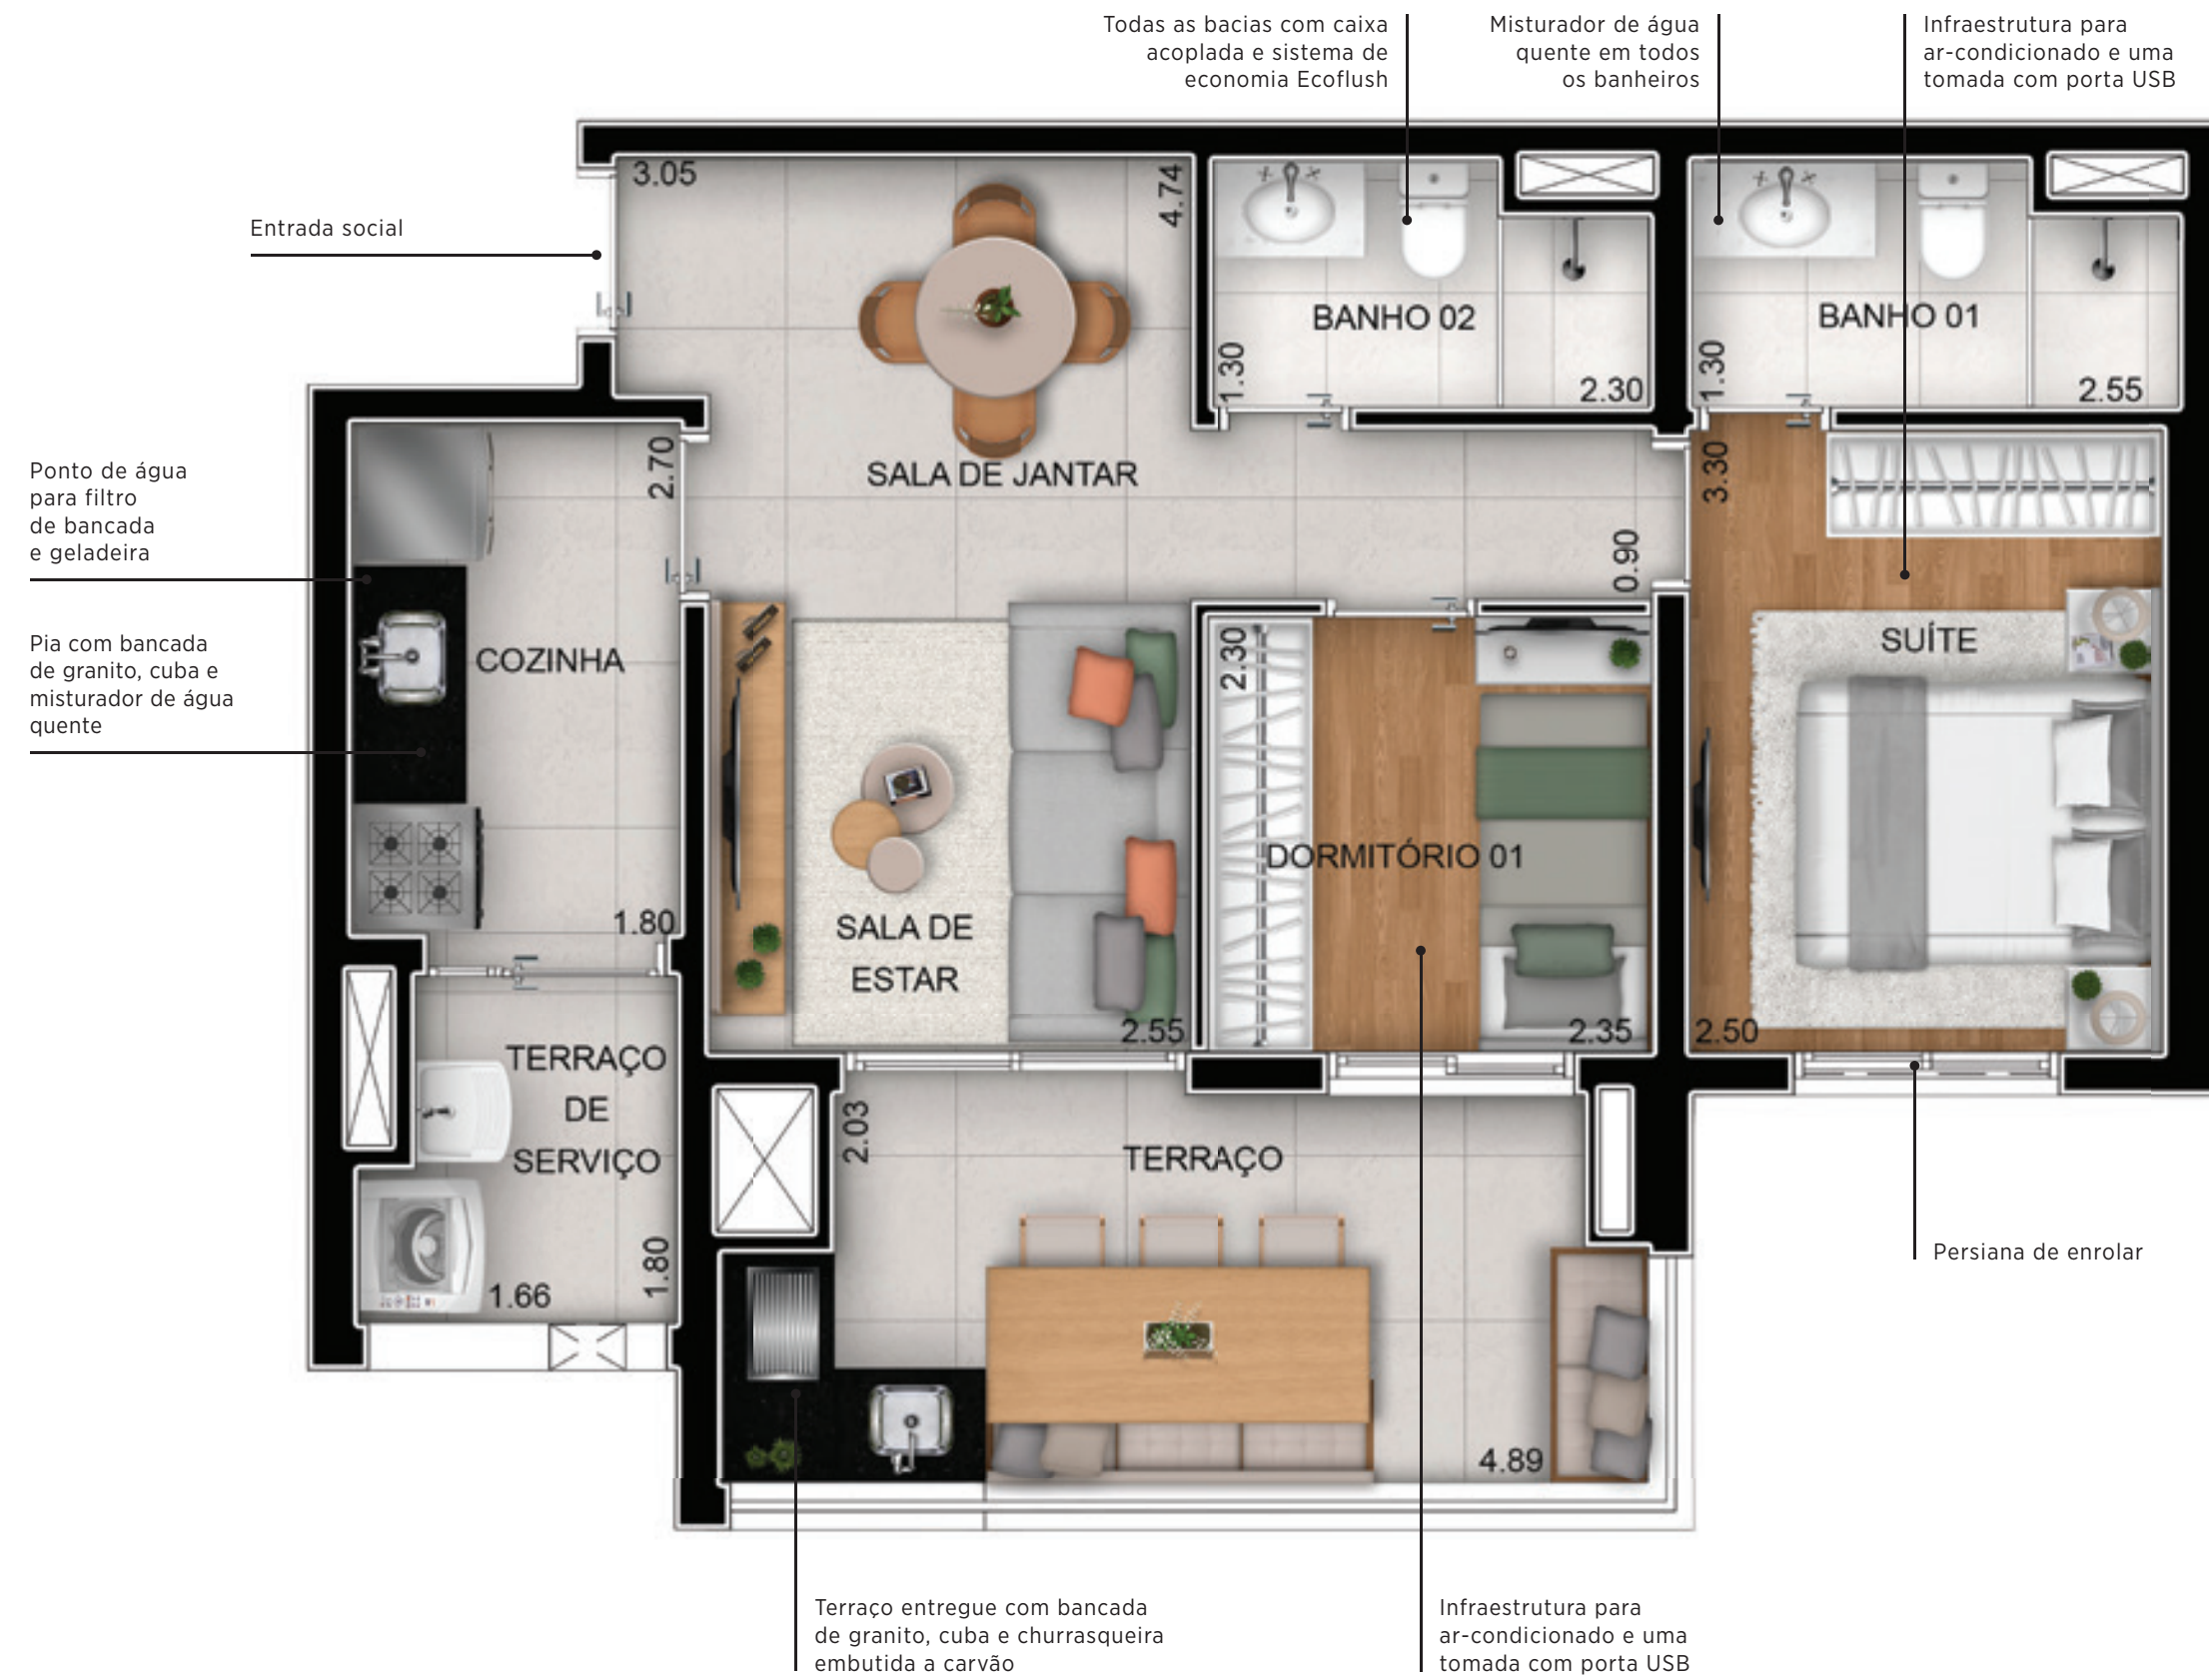 Todas as bacias com caixa
acoplada e sistema de
economia Ecoflush
Misturador de água
quente em todos
os banheiros
Infraestrutura para
ar-condicionado e uma
tomada com porta USB
Entrada social
3.05
4.74
BANHO 02
1.30
2.30
BANHO 01
1.30
2.55
Ponto de água
para filtro
de bancada
e geladeira
2.70
SALA DE JANTAR
0.90
3.30
Pia com bancada
de granito, cuba e
misturador de água
quente
COZINHA
1.80
2.30
SUÍTE
DORMITÓRIO 01
SALA DE
ESTAR
2.55
2.35
2.50
TERRAÇO
DE
SERVIÇO
1.66
1.80
2.03
TERRAÇO
4.89
Persiana de enrolar
Terraço entregue com bancada
de granito, cuba e churrasqueira
embutida a carvão
Infraestrutura para
ar-condicionado e uma
tomada com porta USB